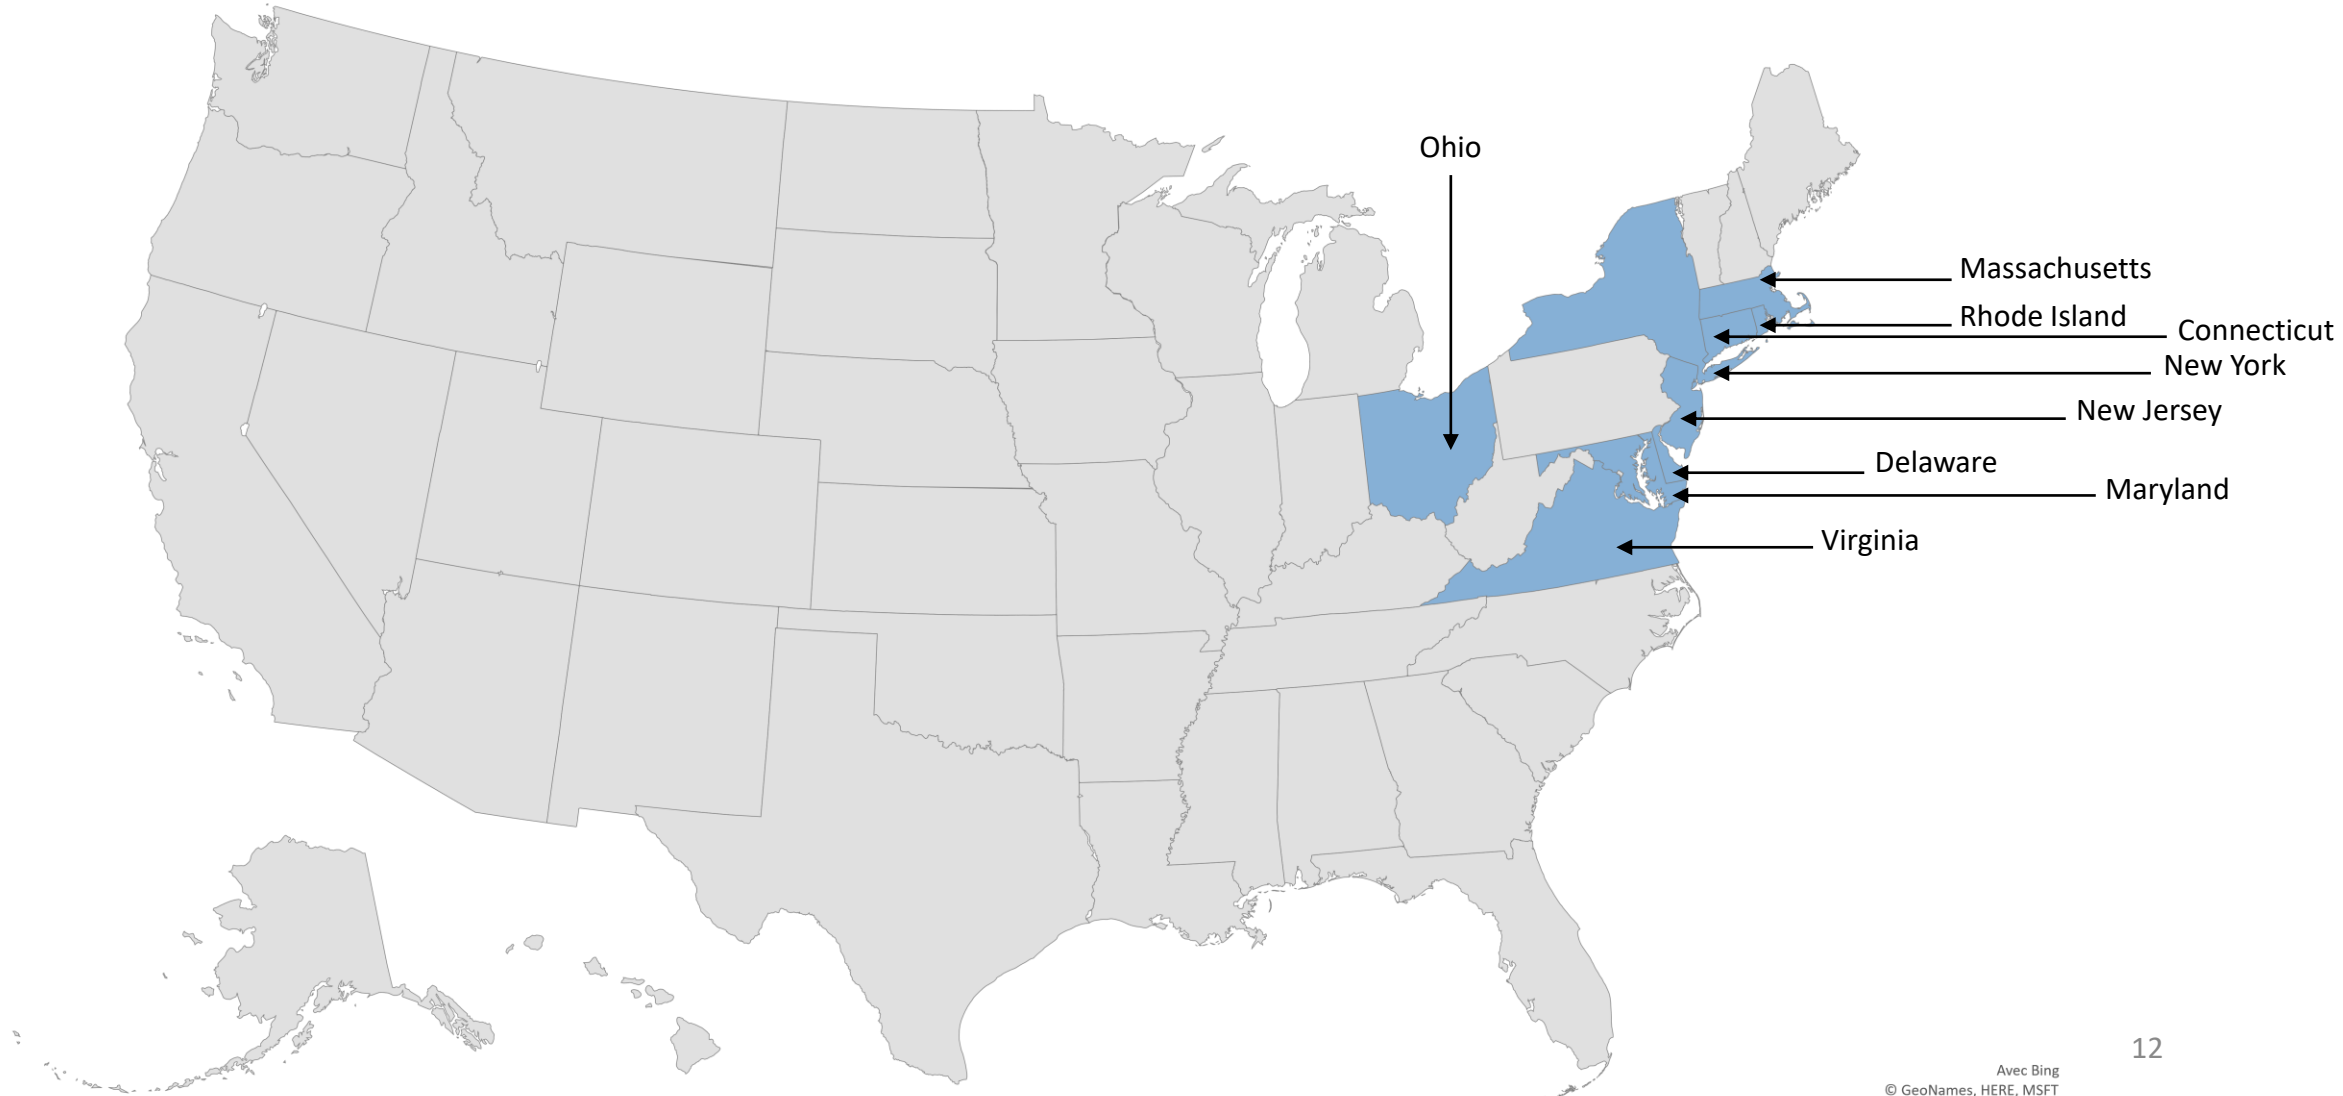 Ohio
Massachusetts
Rhode Island
Connecticut
New York
New Jersey
Delaware
Maryland
Virginia
12
Avec Bing
© GeoNames, HERE, MSFT